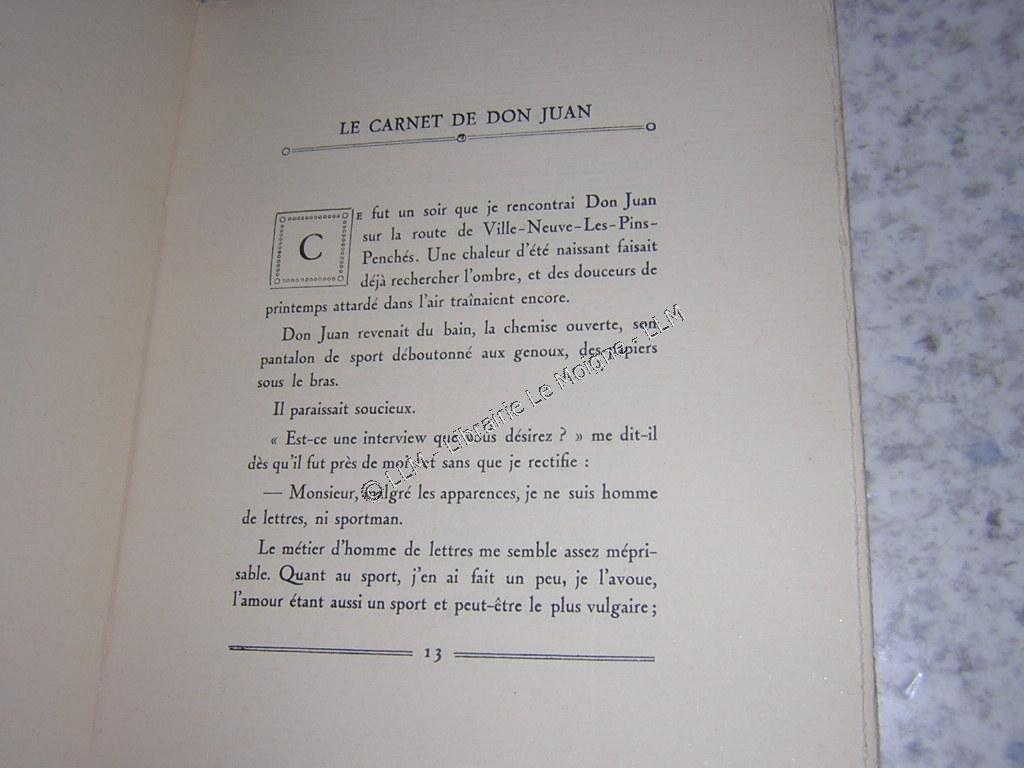 LE CARNET DE DON JUAN
CE fut un soir que je rencontrai Don Juan
sur la route de Ville-Neuve-Les-Pins-
Penchés. Une chaleur d'été naissant faisait
déjà rechercher l'ombre, et des douceurs de
printemps attardé dans l'air traînaient encore.
Don Juan revenait du bain, la chemise ouverte, son
pantalon de sport déboutonné aux genoux, des papiers
sous le bras.
Il paraissait soucieux.
« Est-ce une interview que vous désirez ? » me dit-il
dès qu'il fut près de moi, et sans que je rectifie :
— Monsieur, malgré les apparences, je ne suis homme
de lettres, ni sportman.
Le métier d'homme de lettres me semble assez mépri-
sable. Quant au sport, j'en ai fait un peu, je l'avoue,
l'amour étant aussi un sport et peut-être le plus vulgaire ;
13
© LLM - Librairie Le Moigne - LLM